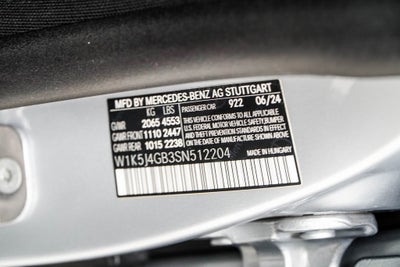 MFD BY MERCEDES-BENZ AG STUTTGART
KG LBS PASSENGER CAR 922 06/24
GVWR 2065 4553 THIS VEHICLE CONFORMS TO ALL APPLICABLE
GAWR FRONT 1110 2447 U.S. FEDERAL MOTOR VEHICLE SAFETY, BUMPER
GAWR REAR 1015 2238 AND THEFT PREVENTION STANDARDS IN EFFECT
ON THE DATE OF MANUFACTURE SHOWN ABOVE
W1K5J4GB3SN512204 MADE IN HUNGARY